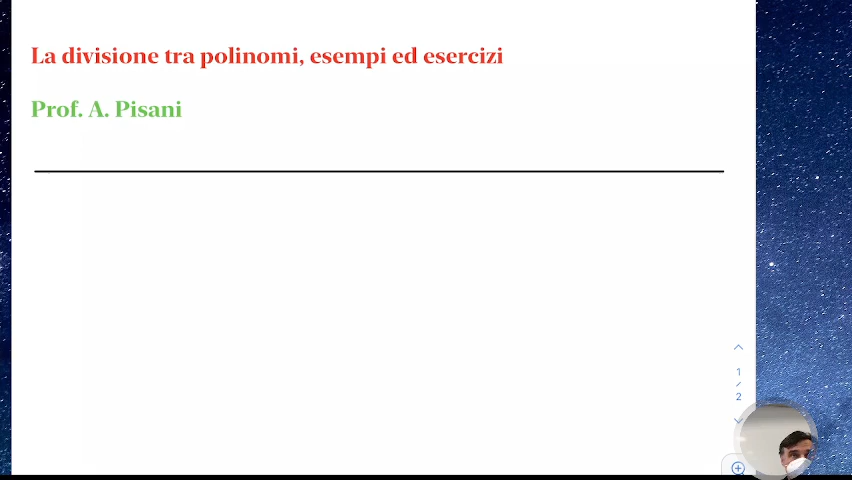 La divisione tra polinomi, esempi ed esercizi
Prof. A. Pisani
1
/
2